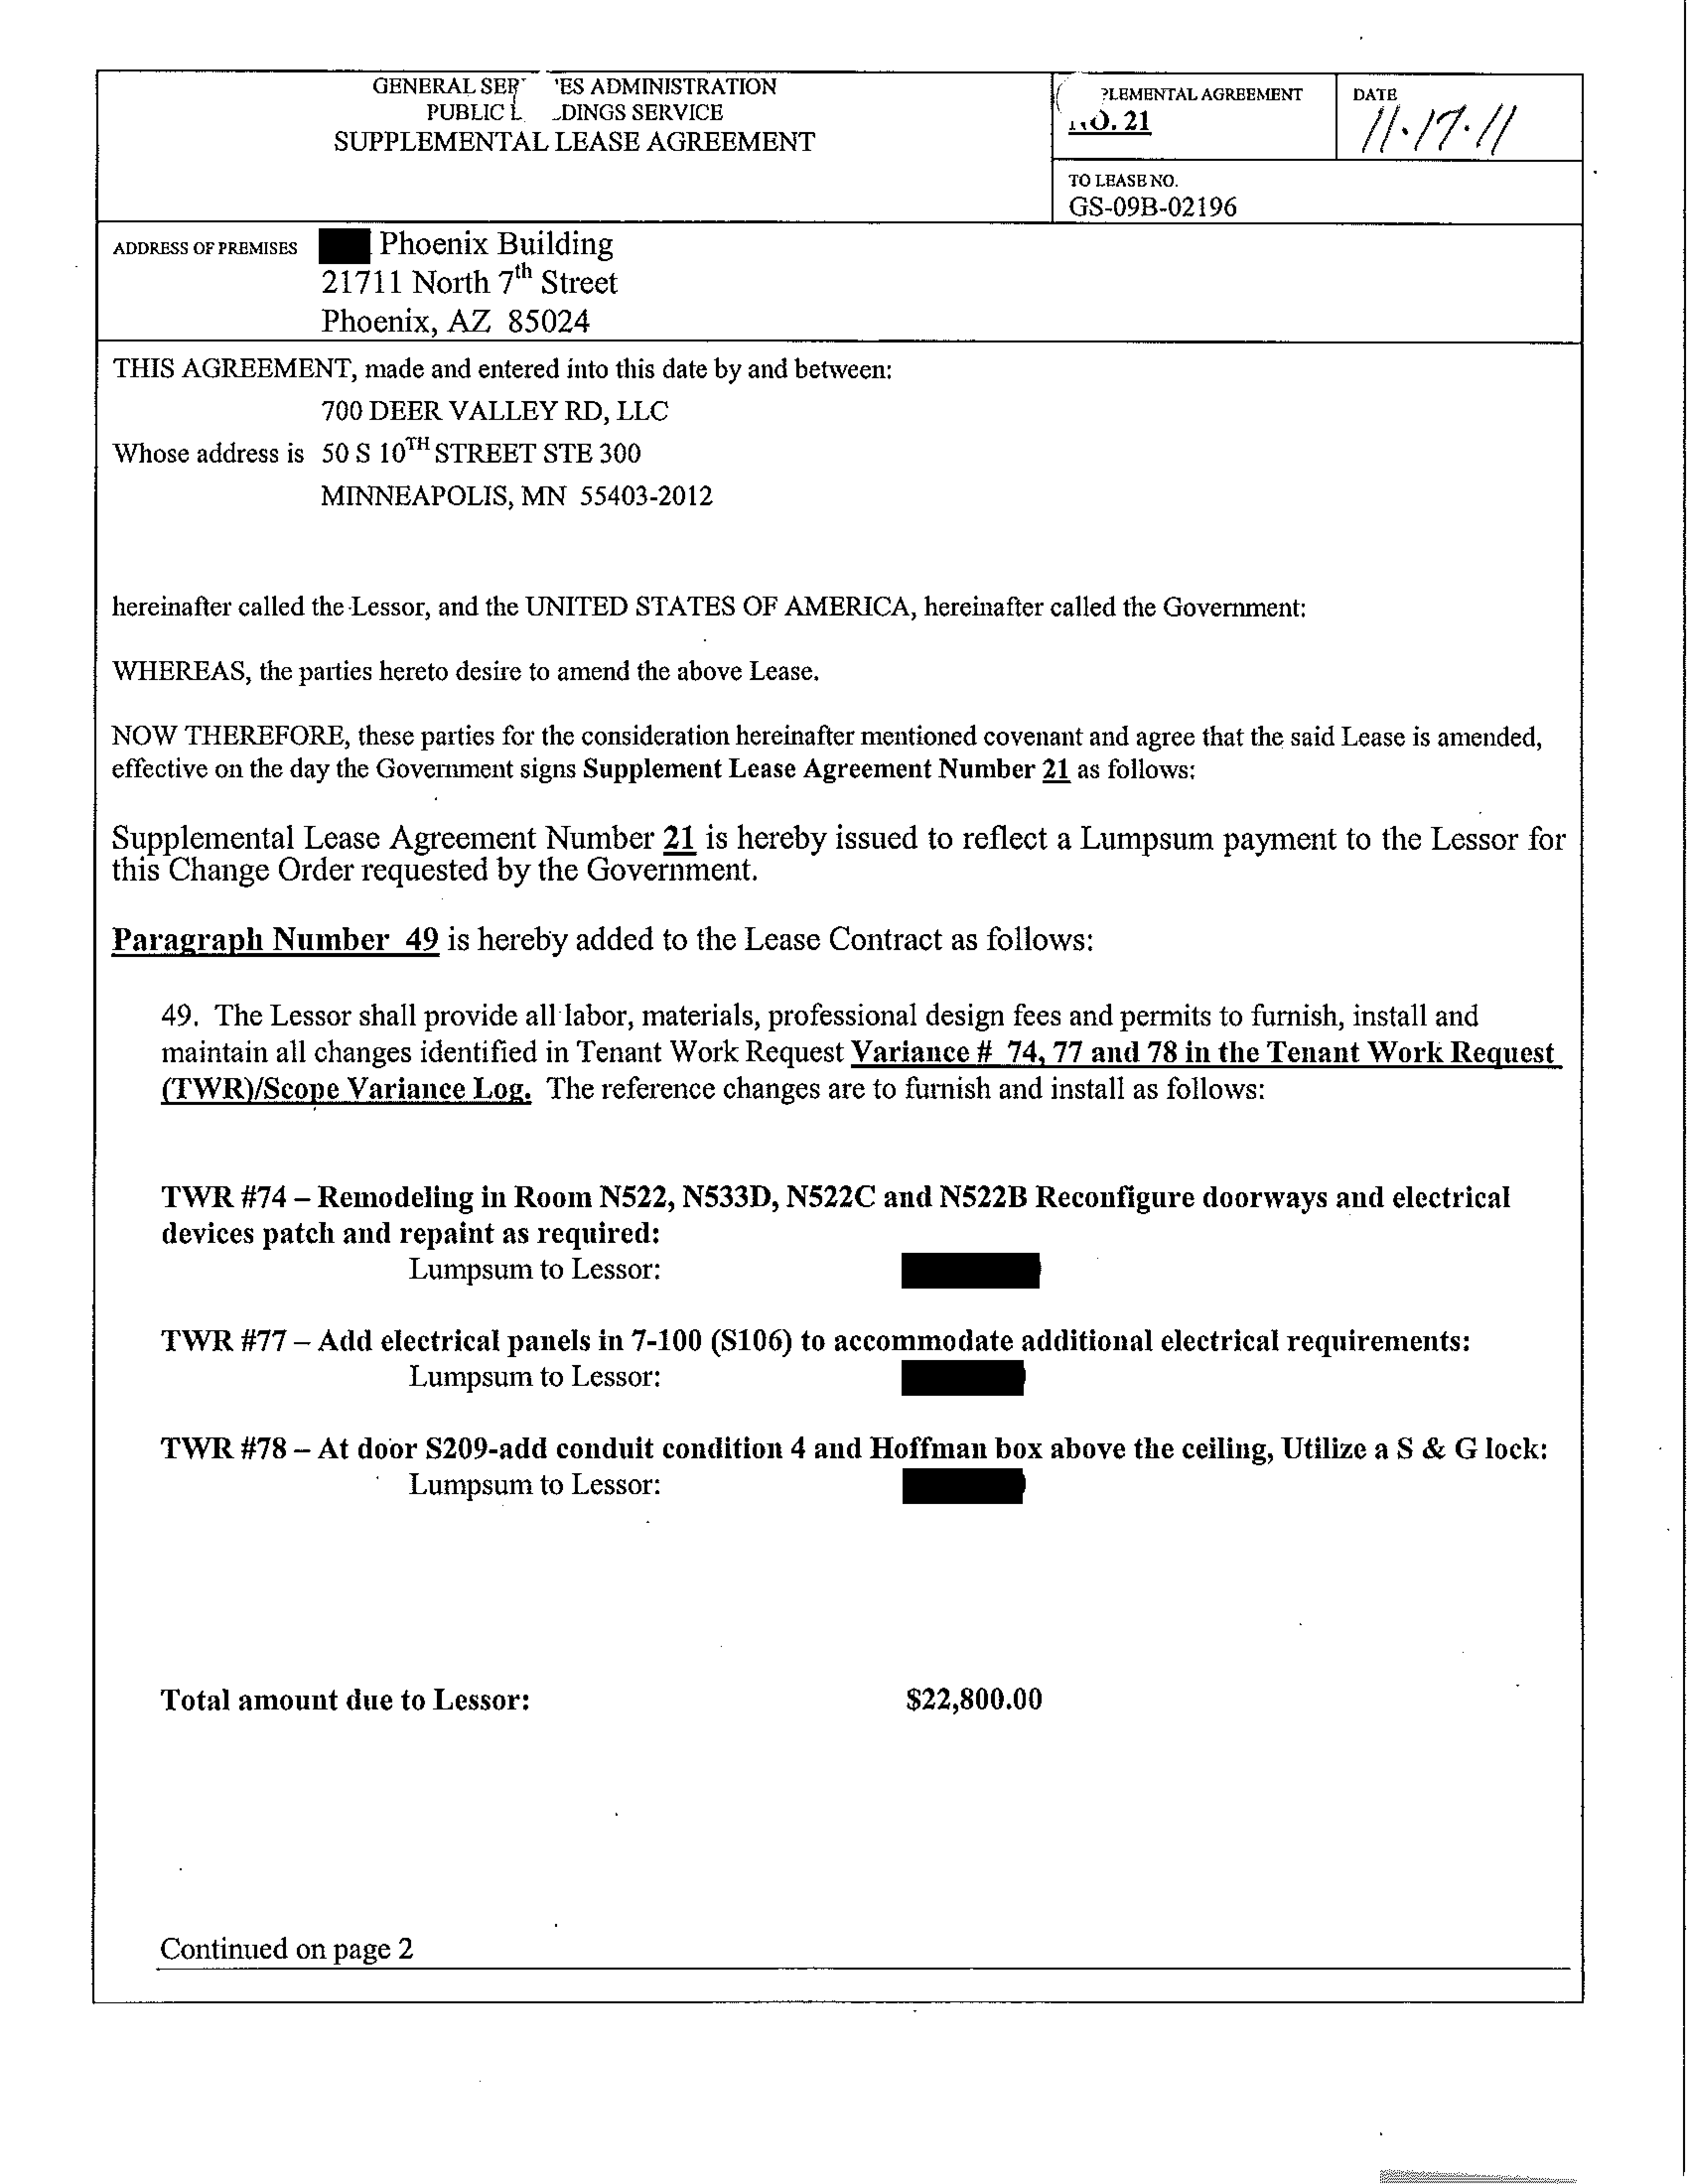 GENERAL SER 'ES ADMINISTRATION
PUBLIC L DINGS SERVICE
SUPPLEMENTAL LEASE AGREEMENT
PLEMENTAL AGREEMENT
NO. 21
DATE
11.17.11
TO LEASE NO.
GS-09B-02196
ADDRESS OF PREMISES
Phoenix Building
21711 North 7th Street
Phoenix, AZ 85024
THIS AGREEMENT, made and entered into this date by and between:
700 DEER VALLEY RD, LLC
Whose address is 50 S 10TH STREET STE 300
MINNEAPOLIS, MN 55403-2012
hereinafter called the Lessor, and the UNITED STATES OF AMERICA, hereinafter called the Government:
WHEREAS, the parties hereto desire to amend the above Lease.
NOW THEREFORE, these parties for the consideration hereinafter mentioned covenant and agree that the said Lease is amended,
effective on the day the Government signs Supplement Lease Agreement Number 21 as follows:
Supplemental Lease Agreement Number 21 is hereby issued to reflect a Lumpsum payment to the Lessor for
this Change Order requested by the Government.
Paragraph Number 49 is hereby added to the Lease Contract as follows:
49. The Lessor shall provide all labor, materials, professional design fees and permits to furnish, install and
maintain all changes identified in Tenant Work Request Variance # 74, 77 and 78 in the Tenant Work Request
(TWR)/Scope Variance Log. The reference changes are to furnish and install as follows:
TWR #74 – Remodeling in Room N522, N533D, N522C and N522B Reconfigure doorways and electrical
devices patch and repaint as required:
Lumpsum to Lessor:
TWR #77 – Add electrical panels in 7-100 (S106) to accommodate additional electrical requirements:
Lumpsum to Lessor:
TWR #78 – At door S209-add conduit condition 4 and Hoffman box above the ceiling, Utilize a S & G lock:
Lumpsum to Lessor:
Total amount due to Lessor: $22,800.00
Continued on page 2